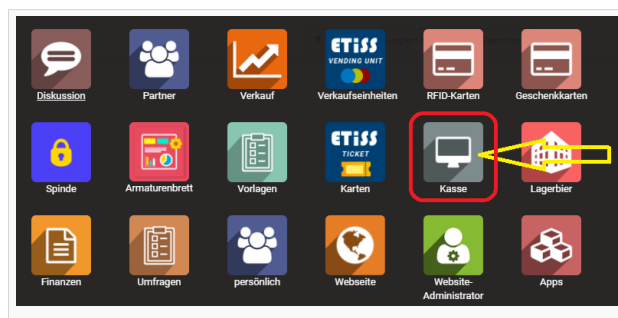 ETiSS
VENDING UNIT
Diskussion
Partner
Verkauf
Verkaufseinheiten
RFID-Karten
Geschenkkarten
ETiSS
TICKET
Spinde
Armaturenbrett
Vorlagen
Karten
Kasse
Lagerbier
Finanzen
Umfragen
persönlich
Webseite
Website-
Administrator
Apps